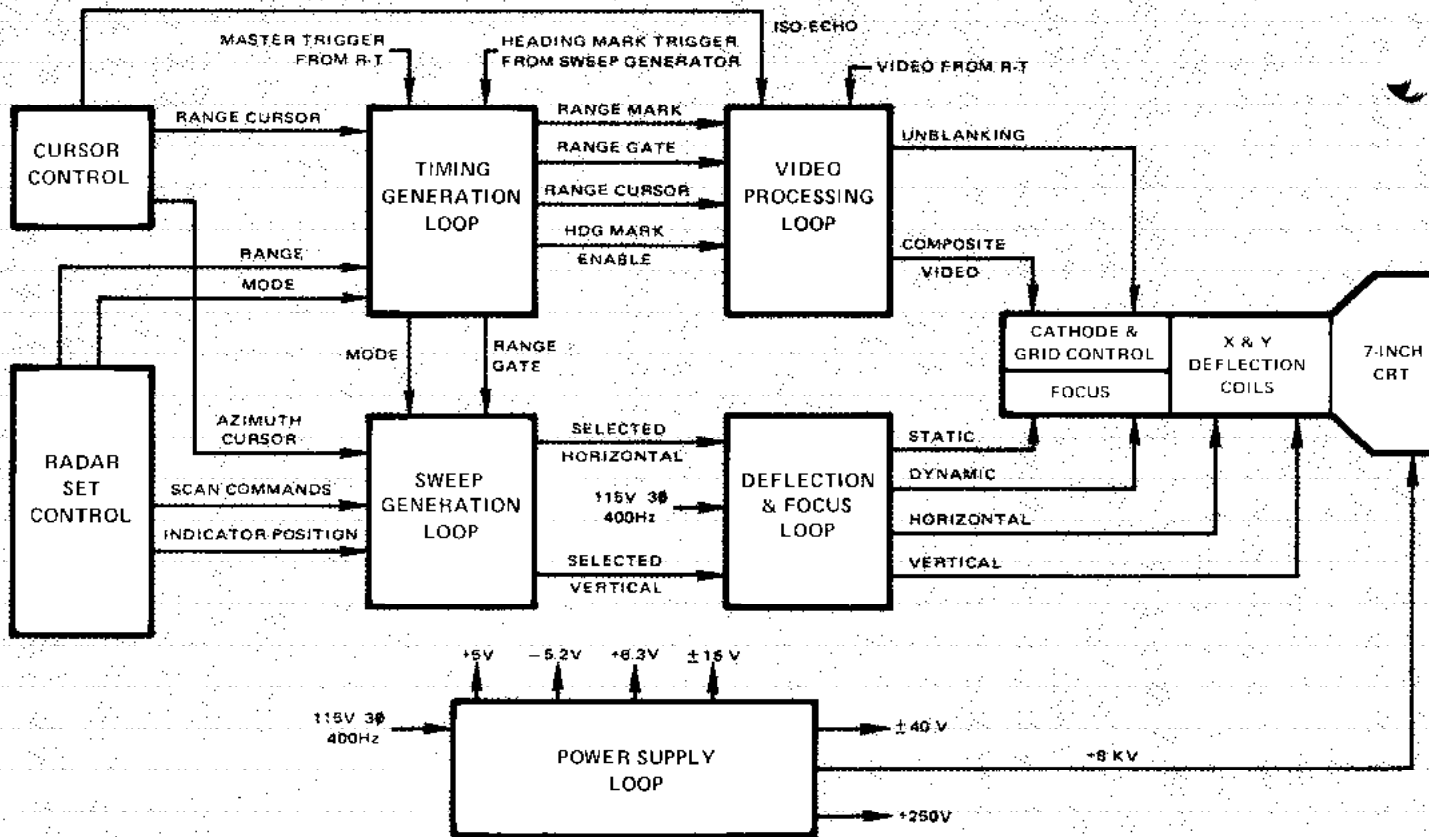 ISO-ECHO
MASTER TRIGGER
FROM R-T
HEADING MARK TRIGGER
FROM SWEEP GENERATOR
VIDEO FROM R-T
CURSOR
CONTROL
RANGE CURSOR
TIMING
GENERATION
LOOP
RANGE MARK
RANGE GATE
RANGE CURSOR
HDG MARK
ENABLE
VIDEO
PROCESSING
LOOP
UNBLANKING
COMPOSITE
VIDEO
RANGE
MODE
MODE
RANGE
GATE
CATHODE &
GRID CONTROL
FOCUS
X & Y
DEFLECTION
COILS
7-INCH
CRT
RADAR
SET
CONTROL
AZIMUTH
CURSOR
SCAN COMMANDS
INDICATOR POSITION
SWEEP
GENERATION
LOOP
SELECTED
HORIZONTAL
115V 3ϕ
400Hz
SELECTED
VERTICAL
DEFLECTION
& FOCUS
LOOP
STATIC
DYNAMIC
HORIZONTAL
VERTICAL
+5V
−5.2V
+6.3V
±15 V
115V 3ϕ
400Hz
POWER SUPPLY
LOOP
±40 V
+8 KV
+250V